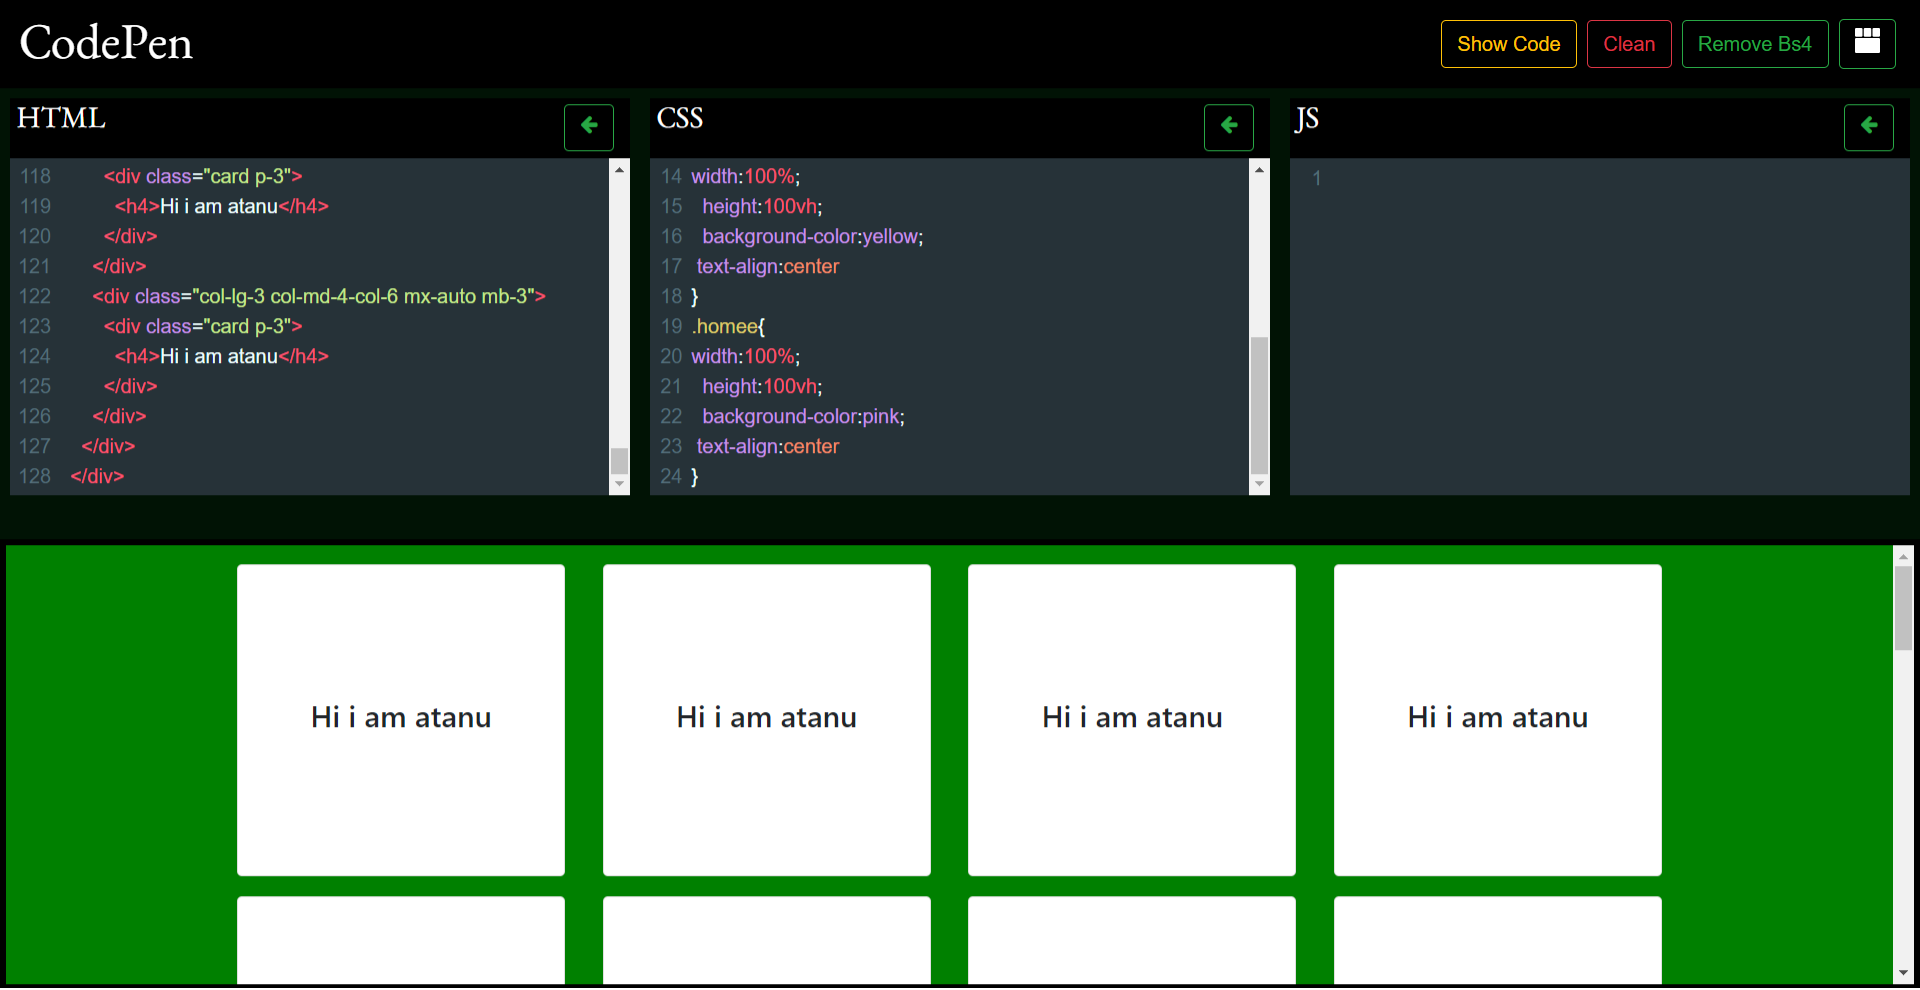 CodePen
Show Code
Clean
Remove Bs4
HTML
118 <div class="card p-3">
119 <h4>Hi i am atanu</h4>
120 </div>
121 </div>
122 <div class="col-lg-3 col-md-4-col-6 mx-auto mb-3">
123 <div class="card p-3">
124 <h4>Hi i am atanu</h4>
125 </div>
126 </div>
127 </div>
128 </div>
CSS
14 width:100%;
15 height:100vh;
16 background-color:yellow;
17 text-align:center
18 }
19 .homee{
20 width:100%;
21 height:100vh;
22 background-color:pink;
23 text-align:center
24 }
JS
1
Hi i am atanu
Hi i am atanu
Hi i am atanu
Hi i am atanu